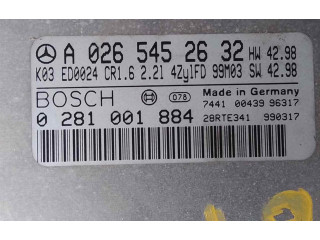 A 026 545 26 32 HW 42.98
K03 ED0024 CR1.6 2.2l 4ZylFD 99M03 SW 42.98
BOSCH 078 Made in Germany
7441 00439 96317
0 281 001 884 28RTE341 990317